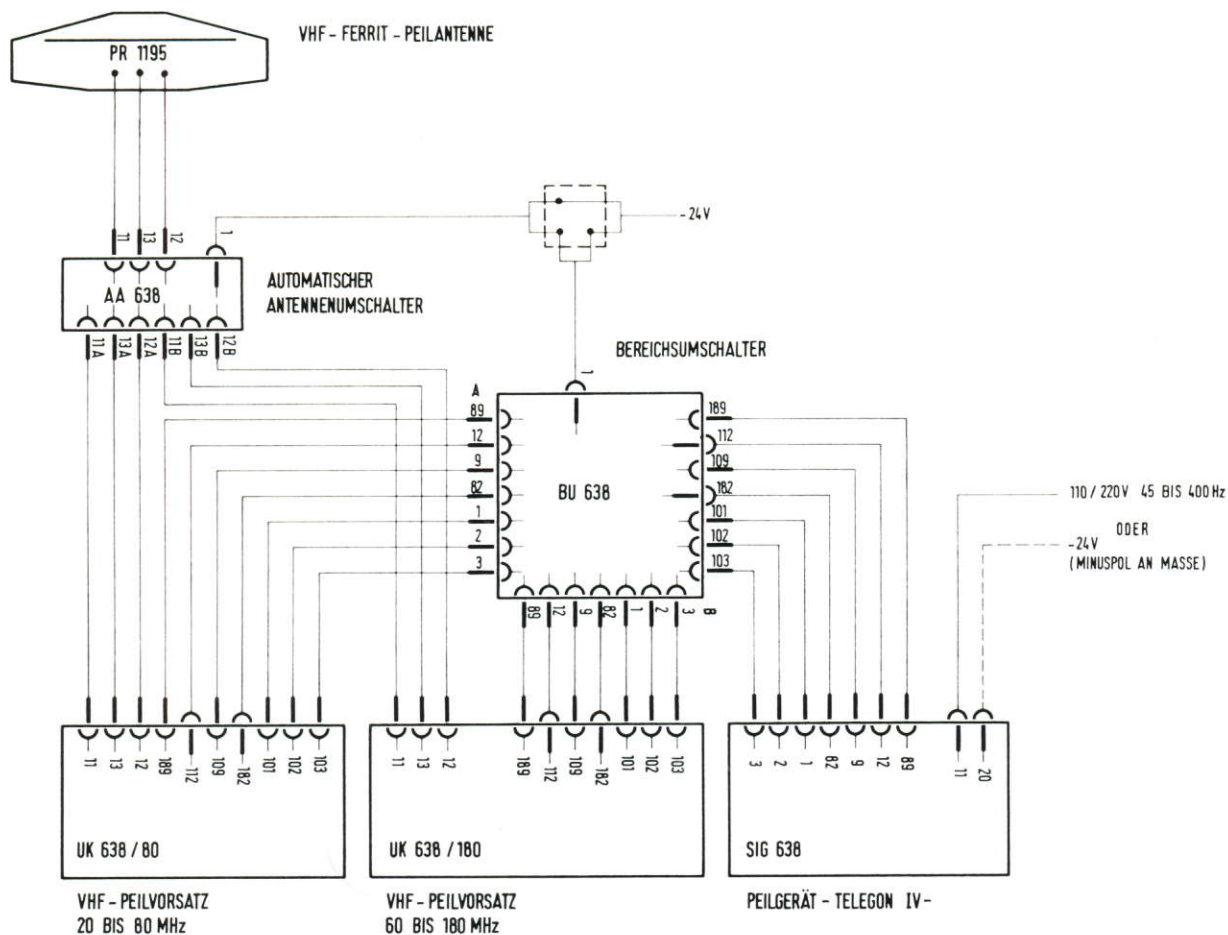 VHF - FERRIT - PEILANTENNE
PR 1195
11 13 12 1
- 24V
AA 638
AUTOMATISCHER
ANTENNENUMSCHALTER
11A 13A 12A 11B 13B 12B
BEREICHSUMSCHALTER
1
A
89
12
9
82
1
2
3
BU 638
189
112
109
182
101
102
103
89 12 9 82 1 2 3 B
110 / 220V 45 BIS 400 Hz
ODER
-24V
(MINUSPOL AN MASSE)
11 13 12 189 112 109 182 101 102 103
UK 638 / 80
VHF - PEILVORSATZ
20 BIS 80 MHz
11 13 12 189 112 109 182 101 102 103
UK 638 / 180
VHF - PEILVORSATZ
60 BIS 180 MHz
3 2 1 82 9 12 89 11 20
SIG 638
PEILGERÄT - TELEGON IV -